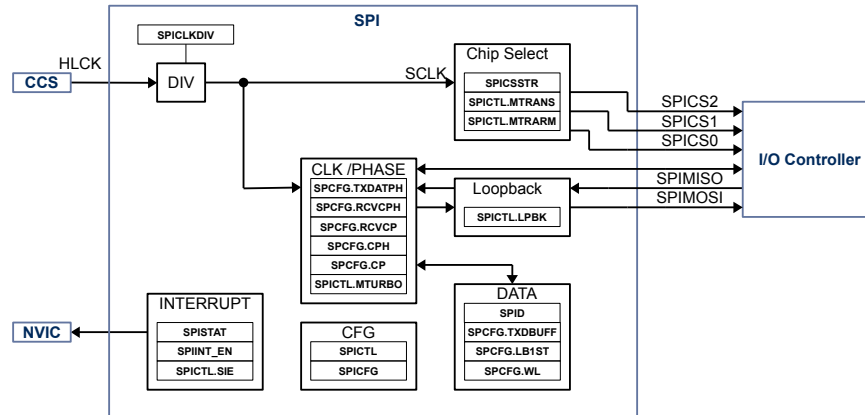 SPI
SPICLKDIV
HLCK
CCS
DIV
SCLK
Chip Select
SPICSSTR
SPICTL.MTRANS
SPICTL.MTRARM
SPICS2
SPICS1
SPICS0
I/O Controller
CLK /PHASE
SPCFG.TXDATPH
SPCFG.RCVCPH
SPCFG.RCVCP
SPCFG.CPH
SPCFG.CP
SPICTL.MTURBO
Loopback
SPICTL.LPBK
SPIMISO
SPIMOSI
INTERRUPT
SPISTAT
SPIINT_EN
SPICTL.SIE
NVIC
CFG
SPICTL
SPICFG
DATA
SPID
SPCFG.TXDBUFF
SPCFG.LB1ST
SPCFG.WL